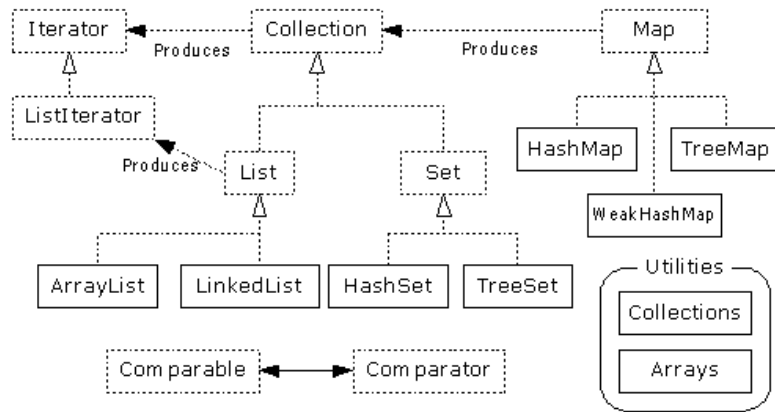 Iterator
Produces
Collection
Produces
Map
ListIterator
Produces
List
Set
HashMap
TreeMap
WeakHashMap
ArrayList
LinkedList
HashSet
TreeSet
Utilities
Collections
Arrays
Comparable
Comparator